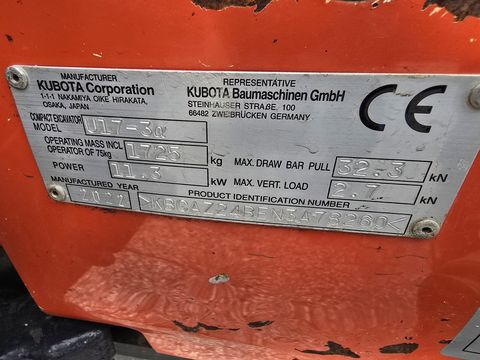 MANUFACTURER
KUBOTA Corporation
1-1-1 NAKAMIYA, OIKE HIRAKATA,
OSAKA, JAPAN
REPRESENTATIVE
KUBOTA Baumaschinen GmbH
STEINHAUSER STRAßE, 100
66482 ZWEIBRÜCKEN GERMANY
CE
COMPACT EXCAVATOR
MODEL U17-3α
OPERATING MASS INCL
OPERATOR OF 75kg 1725 kg
MAX. DRAW BAR PULL 32.3 kN
POWER 11.3 kW
MAX. VERT. LOAD 2.7 kN
MANUFACTURED YEAR 2022
PRODUCT IDENTIFICATION NUMBER